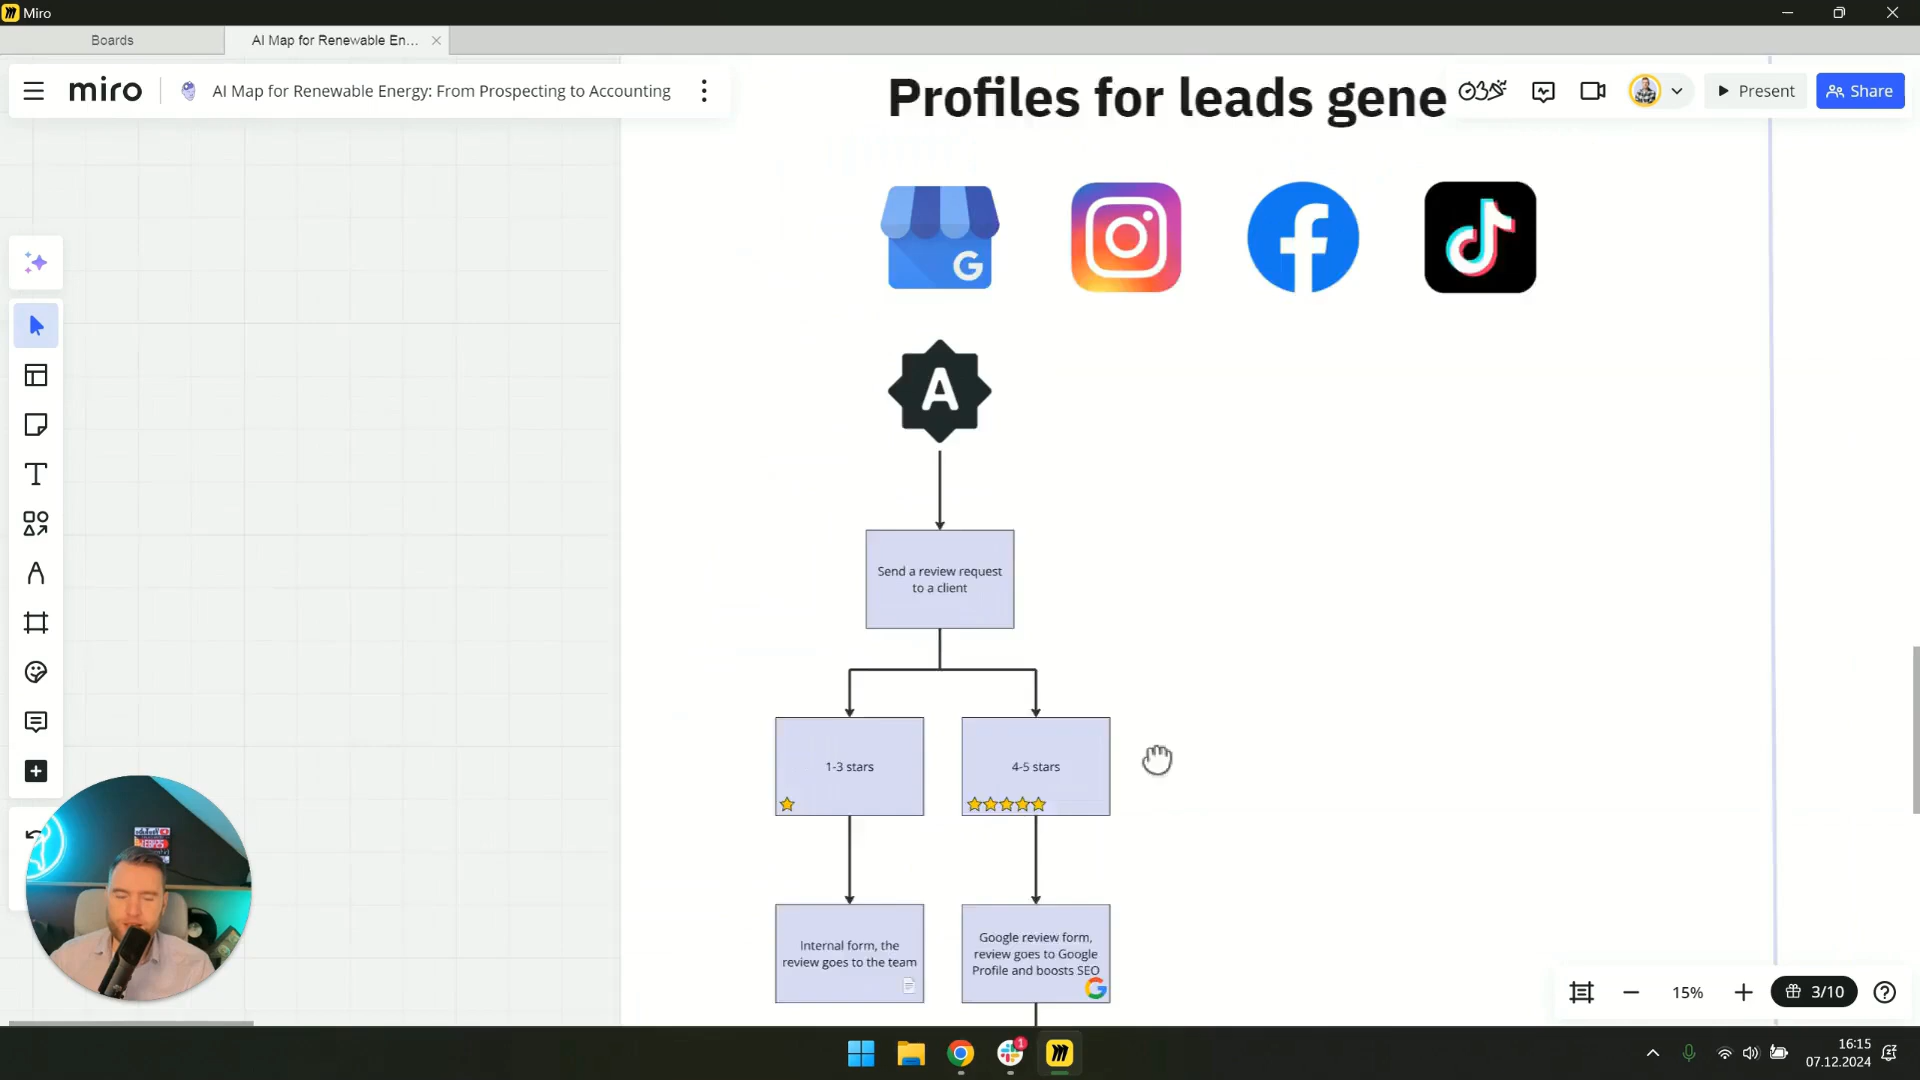 Miro
Boards
AI Map for Renewable En...
miro
AI Map for Renewable Energy: From Prospecting to Accounting
Profiles for leads gene
Present
Share
G
A
Send a review request
to a client
1-3 stars
4-5 stars
Internal form, the
review goes to the team
Google review form,
review goes to Google
Profile and boosts SEO
15%
3/10
1
16:15
07.12.2024